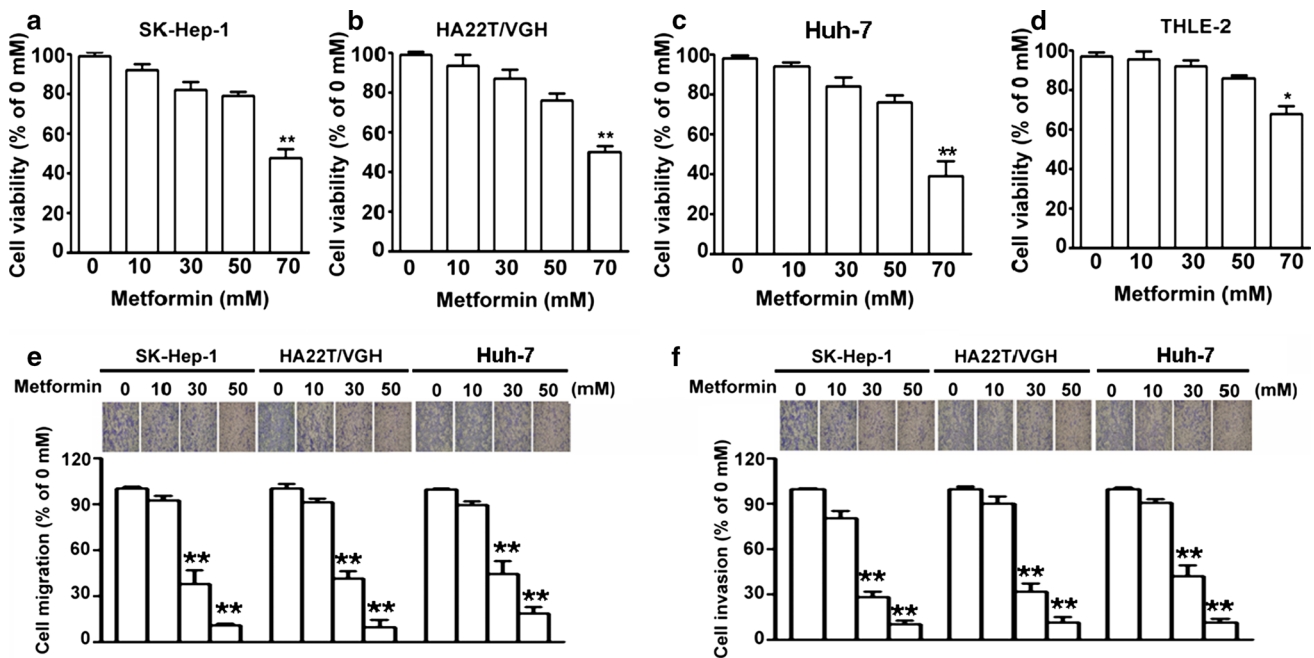 a
SK-Hep-1
Cell viability (% of 0 mM)
100
80
60
40
20
0
**
0 10 30 50 70
Metformin (mM)
b
HA22T/VGH
Cell viability (% of 0 mM)
100
80
60
40
20
0
**
0 10 30 50 70
Metformin (mM)
c
Huh-7
Cell viability (% of 0 mM)
100
80
60
40
20
0
**
0 10 30 50 70
Metformin (mM)
d
THLE-2
Cell viability (% of 0 mM)
100
80
60
40
20
0
*
0 10 30 50 70
Metformin (mM)
e
SK-Hep-1 HA22T/VGH Huh-7
Metformin 0 10 30 50 0 10 30 50 0 10 30 50 (mM)
Cell migration (% of 0 mM)
120
90
60
30
0
** ** ** ** ** **
f
SK-Hep-1 HA22T/VGH Huh-7
Metformin 0 10 30 50 0 10 30 50 0 10 30 50 (mM)
Cell invasion (% of 0 mM)
120
90
60
30
0
** ** ** ** ** **